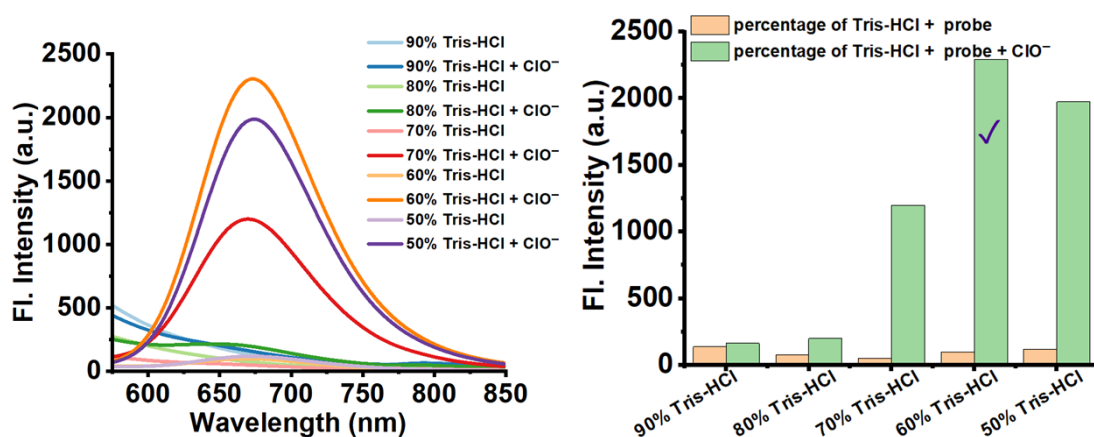 2500
2000
1500
1000
500
0
Fl. Intensity (a.u.)
600 650 700 750 800 850
Wavelength (nm)
90% Tris-HCl
90% Tris-HCl + ClO⁻
80% Tris-HCl
80% Tris-HCl + ClO⁻
70% Tris-HCl
70% Tris-HCl + ClO⁻
60% Tris-HCl
60% Tris-HCl + ClO⁻
50% Tris-HCl
50% Tris-HCl + ClO⁻
percentage of Tris-HCl + probe
percentage of Tris-HCl + probe + ClO⁻
2500
2000
1500
1000
500
0
Fl. Intensity (a.u.)
90% Tris-HCl
80% Tris-HCl
70% Tris-HCl
60% Tris-HCl
50% Tris-HCl